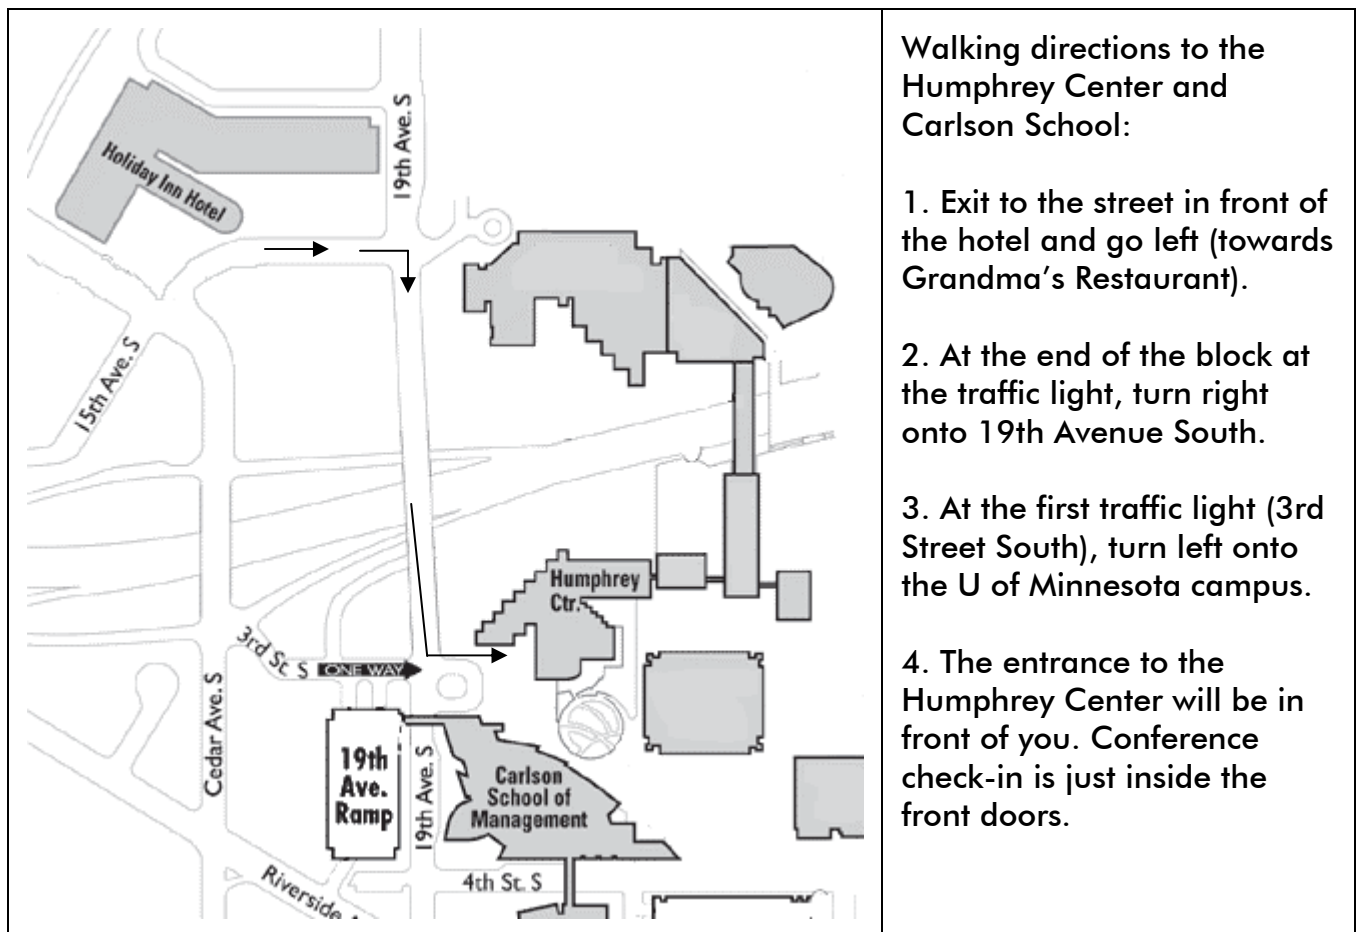 19th Ave. S
Holiday Inn Hotel
15th Ave. S
Humphrey
Ctr.
3rd St. S
ONE WAY
Cedar Ave. S
19th
Ave.
Ramp
19th Ave. S
Carlson
School of
Management
4th St. S
Riverside
Walking directions to the
Humphrey Center and
Carlson School:
1. Exit to the street in front of
the hotel and go left (towards
Grandma's Restaurant).
2. At the end of the block at
the traffic light, turn right
onto 19th Avenue South.
3. At the first traffic light (3rd
Street South), turn left onto
the U of Minnesota campus.
4. The entrance to the
Humphrey Center will be in
front of you. Conference
check-in is just inside the
front doors.